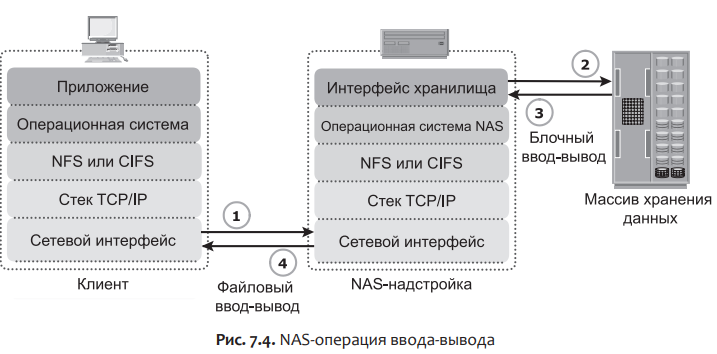 Приложение
Операционная система
NFS или CIFS
Стек TCP/IP
Сетевой интерфейс
Клиент
1
4
Файловый
ввод-вывод
Интерфейс хранилища
Операционная система NAS
NFS или CIFS
Стек TCP/IP
Сетевой интерфейс
NAS-надстройка
2
3
Блочный
ввод-вывод
Массив хранения
данных
Рис. 7.4. NAS-операция ввода-вывода